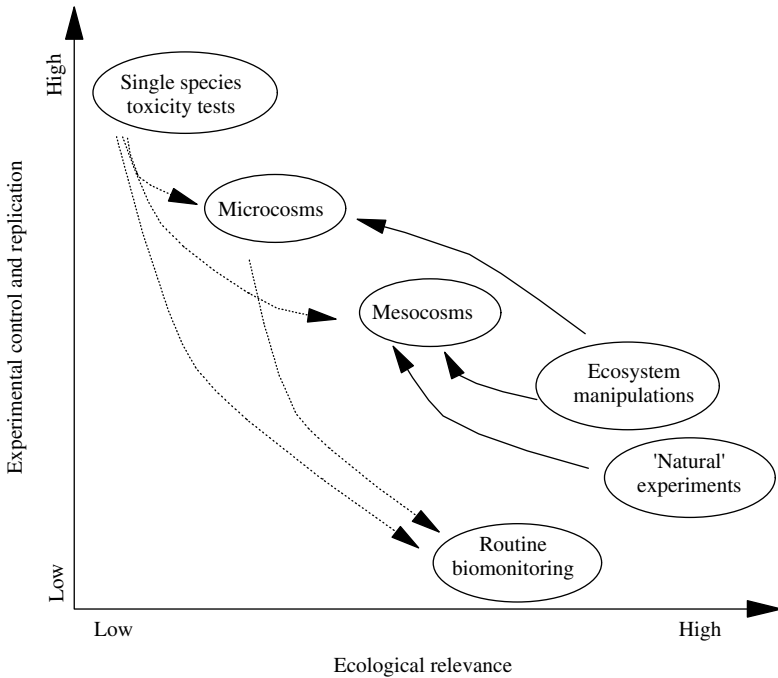 High
Single species
toxicity tests
Microcosms
Experimental control and replication
Mesocosms
Ecosystem
manipulations
'Natural'
experiments
Routine
biomonitoring
Low
Low
High
Ecological relevance